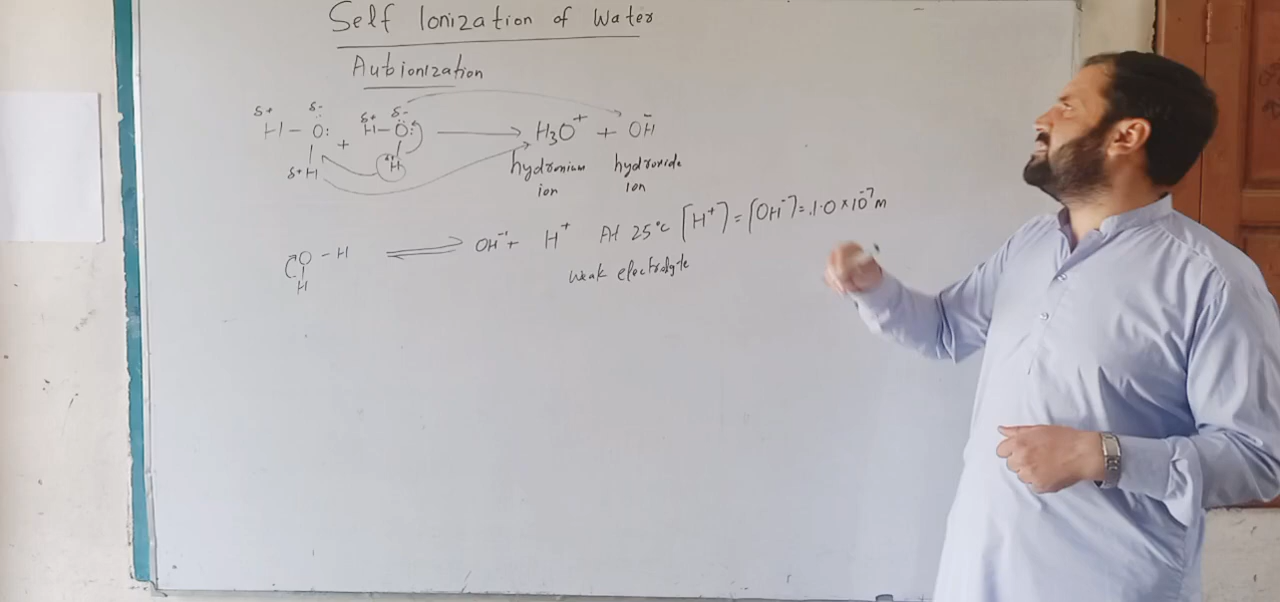 Self Ionization of Water
Autoionization
δ+ δ- δ+ δ-
H-O: + H-O: → H3O+ + OH-
δ+H H hydronium hydroxide
ion ion
O-H ⇌ OH- + H+ At 25°C [H+] = [OH-] = 1.0 × 10-7 m
H weak electrolyte